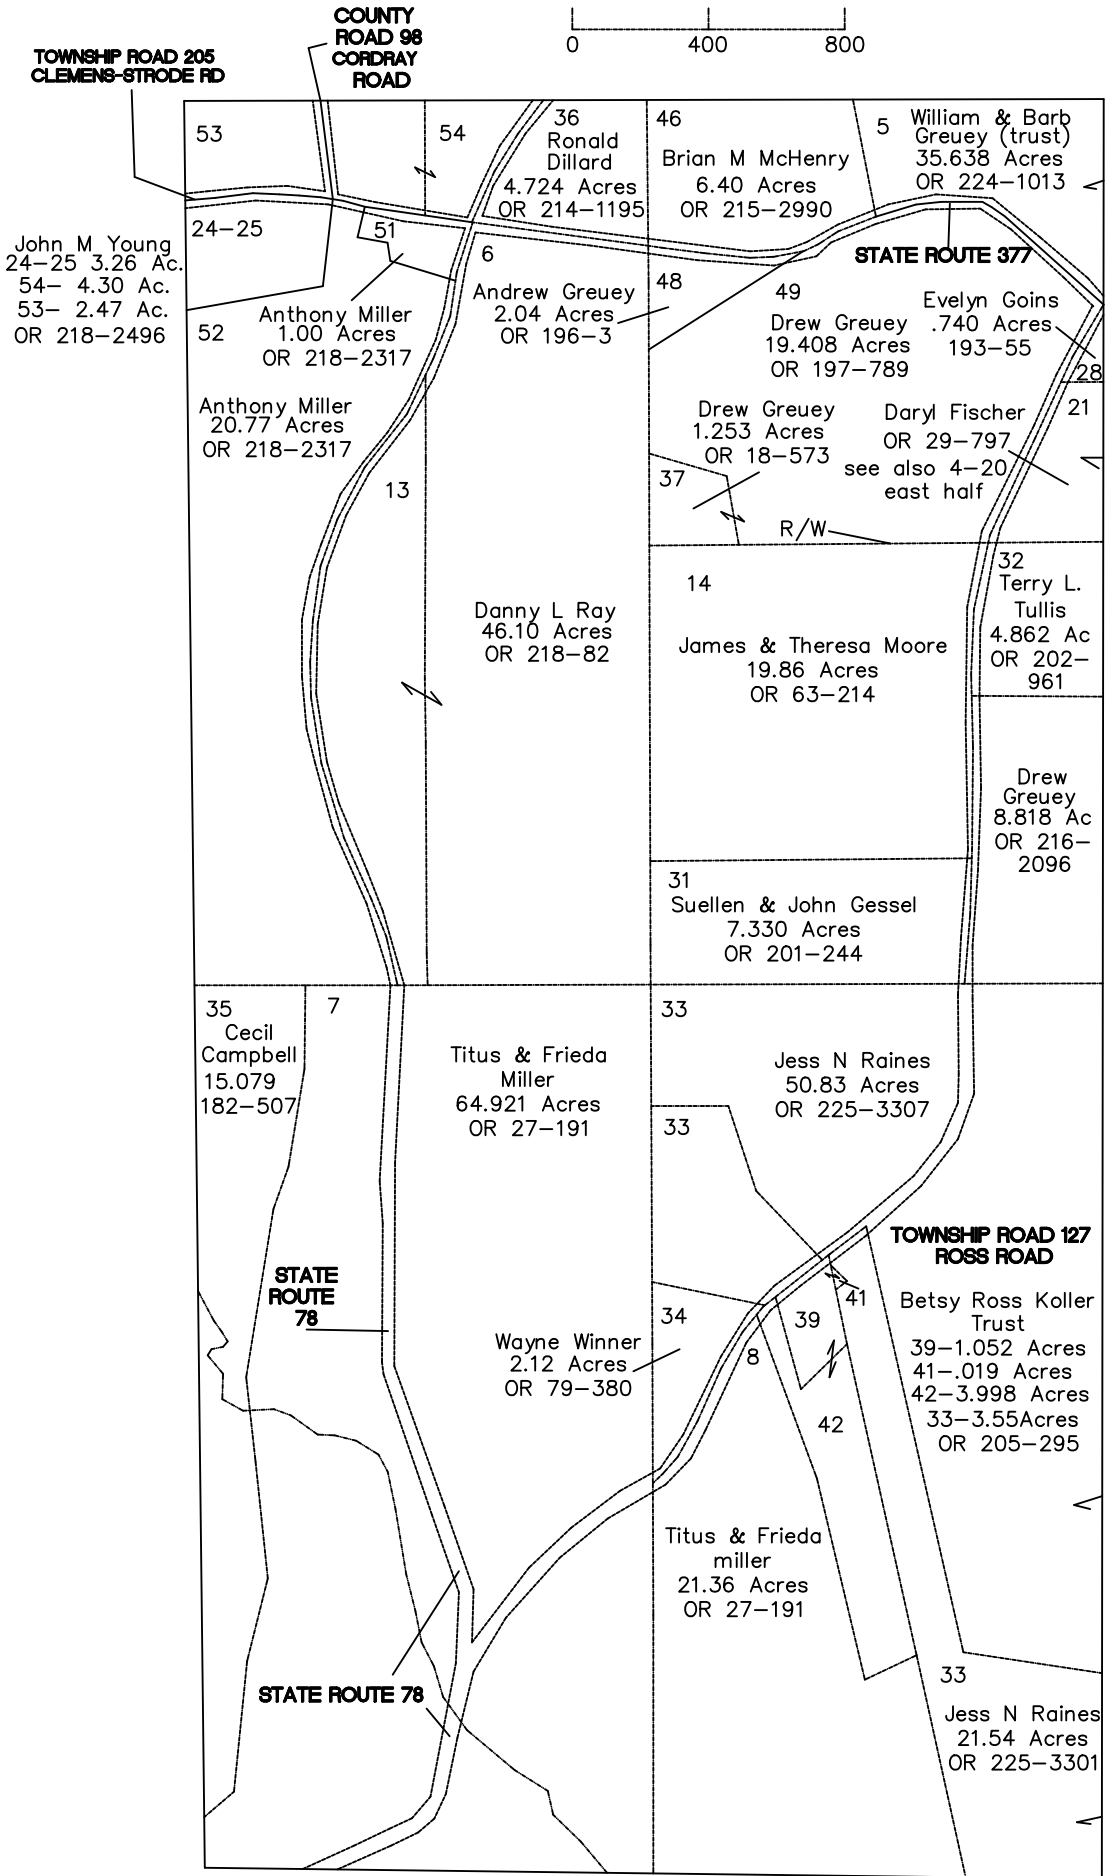 COUNTY
ROAD 98
CORDRAY
ROAD
0 400 800
TOWNSHIP ROAD 205
CLEMENS-STRODE RD
53
54
36
Ronald
Dillard
4.724 Acres
OR 214-1195
46
Brian M McHenry
6.40 Acres
OR 215-2990
5
William & Barb
Greuey (trust)
35.638 Acres
OR 224-1013
24-25
John M Young
24-25 3.26 Ac.
54- 4.30 Ac.
53- 2.47 Ac.
OR 218-2496
51
6
STATE ROUTE 377
52
Anthony Miller
1.00 Acres
OR 218-2317
Andrew Greuey
2.04 Acres
OR 196-3
48
49
Drew Greuey
19.408 Acres
OR 197-789
Evelyn Goins
.740 Acres
193-55
28
21
Anthony Miller
20.77 Acres
OR 218-2317
Drew Greuey
1.253 Acres
OR 18-573
Daryl Fischer
OR 29-797
see also 4-20
east half
37
13
R/W
14
32
Terry L.
Tullis
4.862 Ac
OR 202-
961
Danny L Ray
46.10 Acres
OR 218-82
James & Theresa Moore
19.86 Acres
OR 63-214
Drew
Greuey
8.818 Ac
OR 216-
2096
31
Suellen & John Gessel
7.330 Acres
OR 201-244
35
Cecil
Campbell
15.079
182-507
7
Titus & Frieda
Miller
64.921 Acres
OR 27-191
33
Jess N Raines
50.83 Acres
OR 225-3307
33
TOWNSHIP ROAD 127
ROSS ROAD
STATE
ROUTE
78
34
39
41
8
Wayne Winner
2.12 Acres
OR 79-380
Betsy Ross Koller
Trust
39-1.052 Acres
41-.019 Acres
42-3.998 Acres
33-3.55Acres
OR 205-295
42
Titus & Frieda
miller
21.36 Acres
OR 27-191
STATE ROUTE 78
33
Jess N Raines
21.54 Acres
OR 225-3301